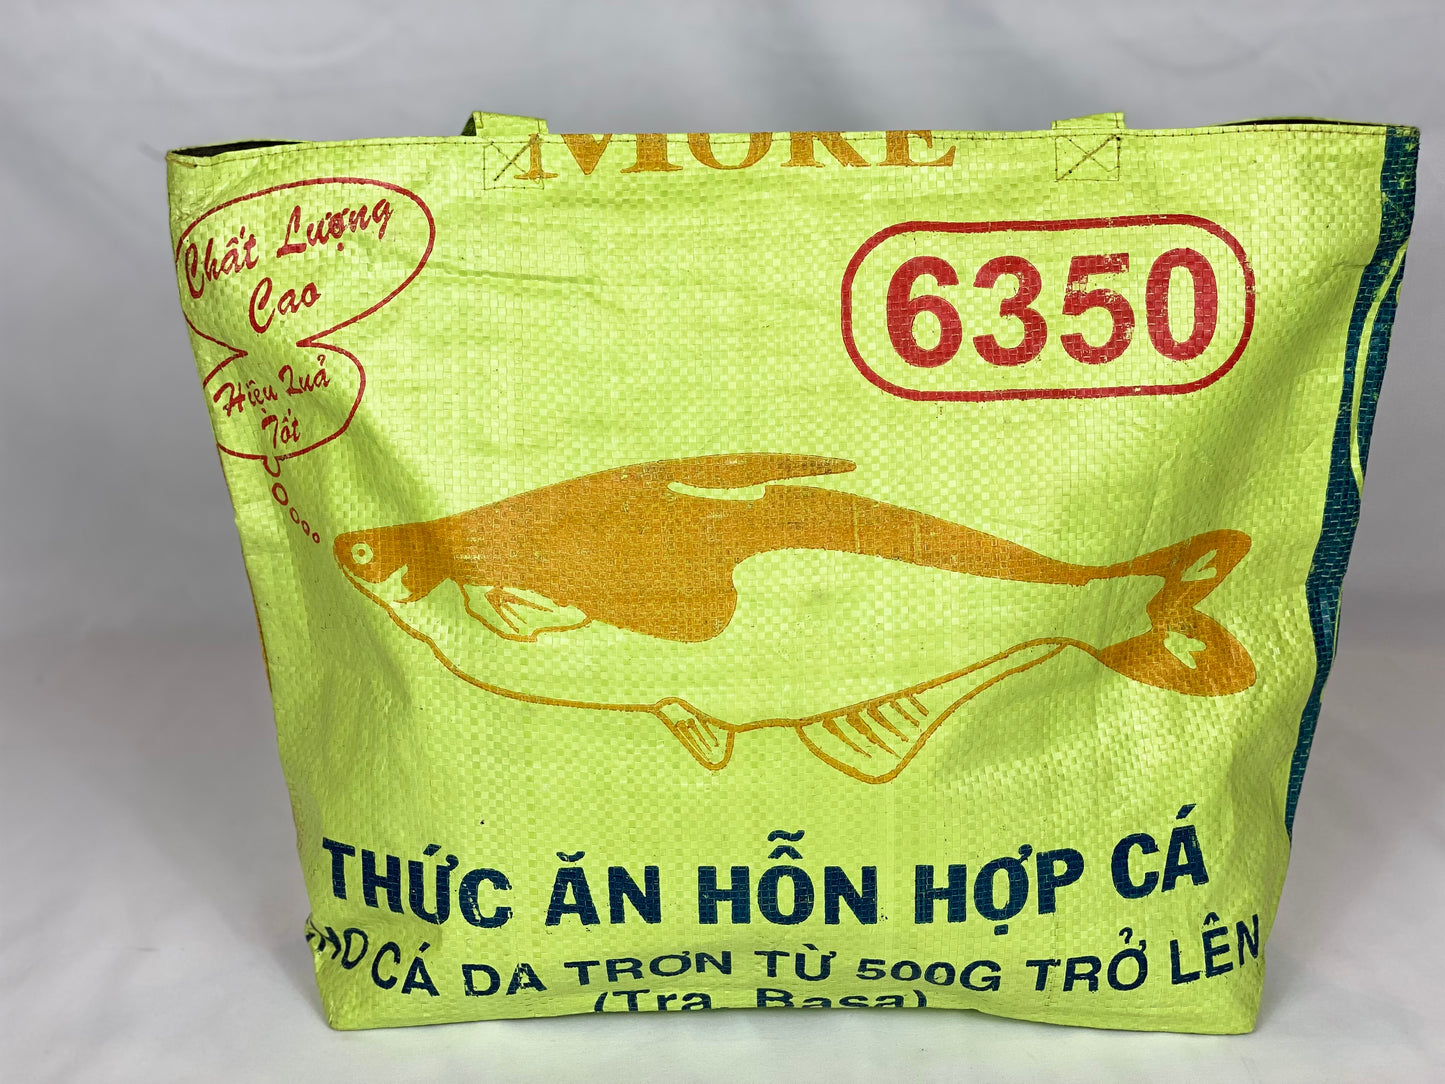 MORE
Chất Lượng
Cao
6350
Hiệu Quả
Tốt
THỨC ĂN HỖN HỢP CÁ
CÁ DA TRƠN TỪ 500G TRỞ LÊN
(Tra, Basa)